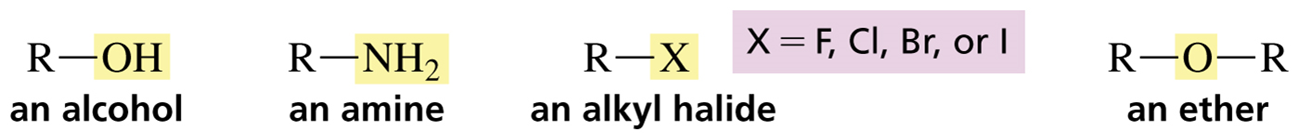 R—OH R—NH₂ R—X X = F, Cl, Br, or I R—O—R
an alcohol an amine an alkyl halide an ether